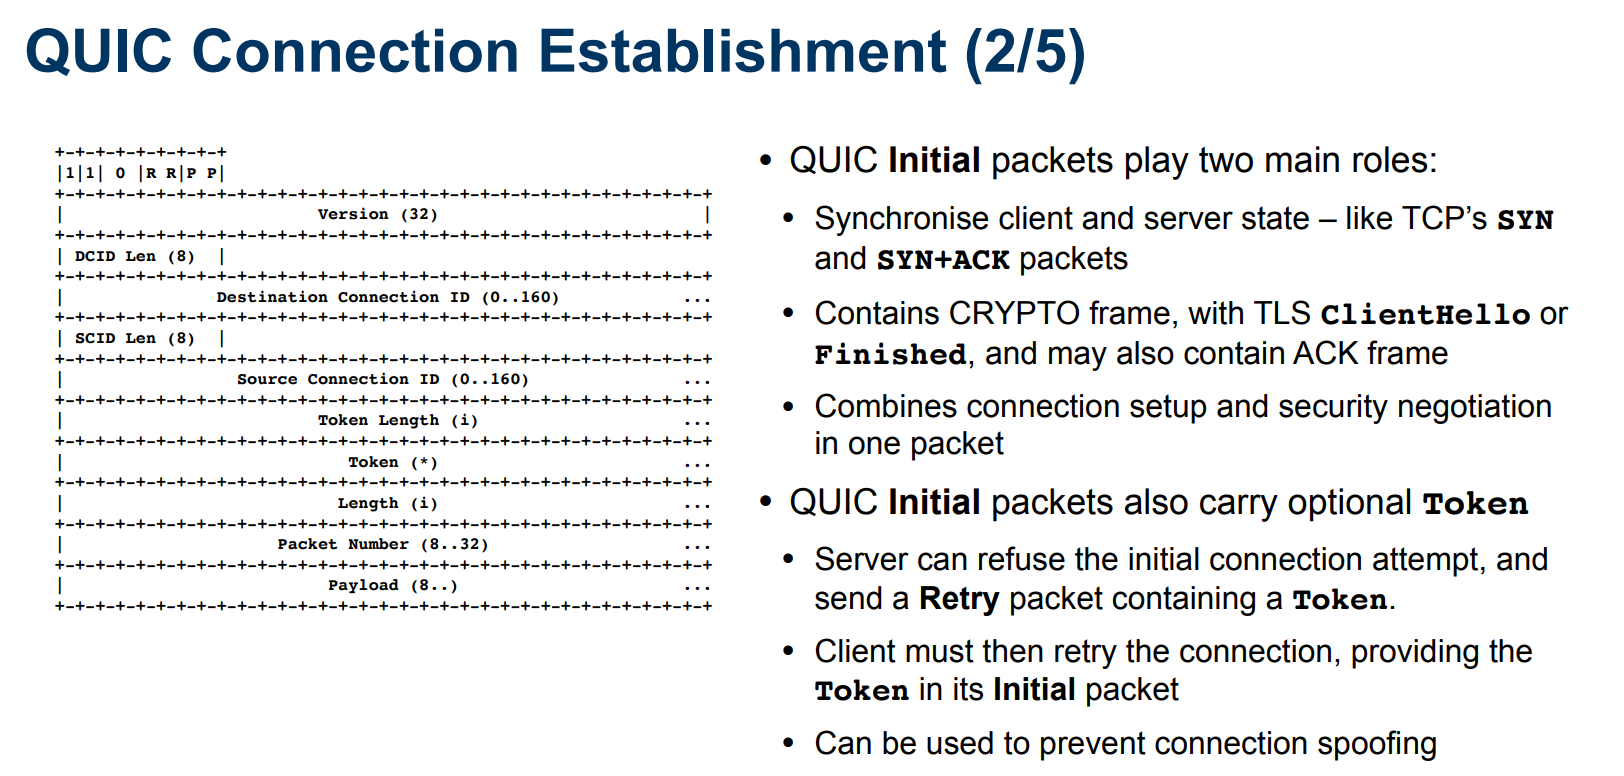 QUIC Connection Establishment (2/5)
+-+-+-+-+-+-+-+-+
|1|1| 0 |R R|P P|
+-+-+-+-+-+-+-+-+-+-+-+-+-+-+-+-+-+-+-+-+-+-+-+-+-+-+-+-+-+-+-+-+
|                         Version (32)                          |
+-+-+-+-+-+-+-+-+-+-+-+-+-+-+-+-+-+-+-+-+-+-+-+-+-+-+-+-+-+-+-+-+
| DCID Len (8)  |
+-+-+-+-+-+-+-+-+-+-+-+-+-+-+-+-+-+-+-+-+-+-+-+-+-+-+-+-+-+-+-+-+
|               Destination Connection ID (0..160)            ...
+-+-+-+-+-+-+-+-+-+-+-+-+-+-+-+-+-+-+-+-+-+-+-+-+-+-+-+-+-+-+-+-+
| SCID Len (8)  |
+-+-+-+-+-+-+-+-+-+-+-+-+-+-+-+-+-+-+-+-+-+-+-+-+-+-+-+-+-+-+-+-+
|                 Source Connection ID (0..160)               ...
+-+-+-+-+-+-+-+-+-+-+-+-+-+-+-+-+-+-+-+-+-+-+-+-+-+-+-+-+-+-+-+-+
|                         Token Length (i)                    ...
+-+-+-+-+-+-+-+-+-+-+-+-+-+-+-+-+-+-+-+-+-+-+-+-+-+-+-+-+-+-+-+-+
|                            Token (*)                        ...
+-+-+-+-+-+-+-+-+-+-+-+-+-+-+-+-+-+-+-+-+-+-+-+-+-+-+-+-+-+-+-+-+
|                           Length (i)                        ...
+-+-+-+-+-+-+-+-+-+-+-+-+-+-+-+-+-+-+-+-+-+-+-+-+-+-+-+-+-+-+-+-+
|                     Packet Number (8..32)                   ...
+-+-+-+-+-+-+-+-+-+-+-+-+-+-+-+-+-+-+-+-+-+-+-+-+-+-+-+-+-+-+-+-+
|                          Payload (8..)                      ...
+-+-+-+-+-+-+-+-+-+-+-+-+-+-+-+-+-+-+-+-+-+-+-+-+-+-+-+-+-+-+-+-+
• QUIC Initial packets play two main roles:
• Synchronise client and server state – like TCP’s SYN
and SYN+ACK packets
• Contains CRYPTO frame, with TLS ClientHello or
Finished, and may also contain ACK frame
• Combines connection setup and security negotiation
in one packet
• QUIC Initial packets also carry optional Token
• Server can refuse the initial connection attempt, and
send a Retry packet containing a Token.
• Client must then retry the connection, providing the
Token in its Initial packet
• Can be used to prevent connection spoofing